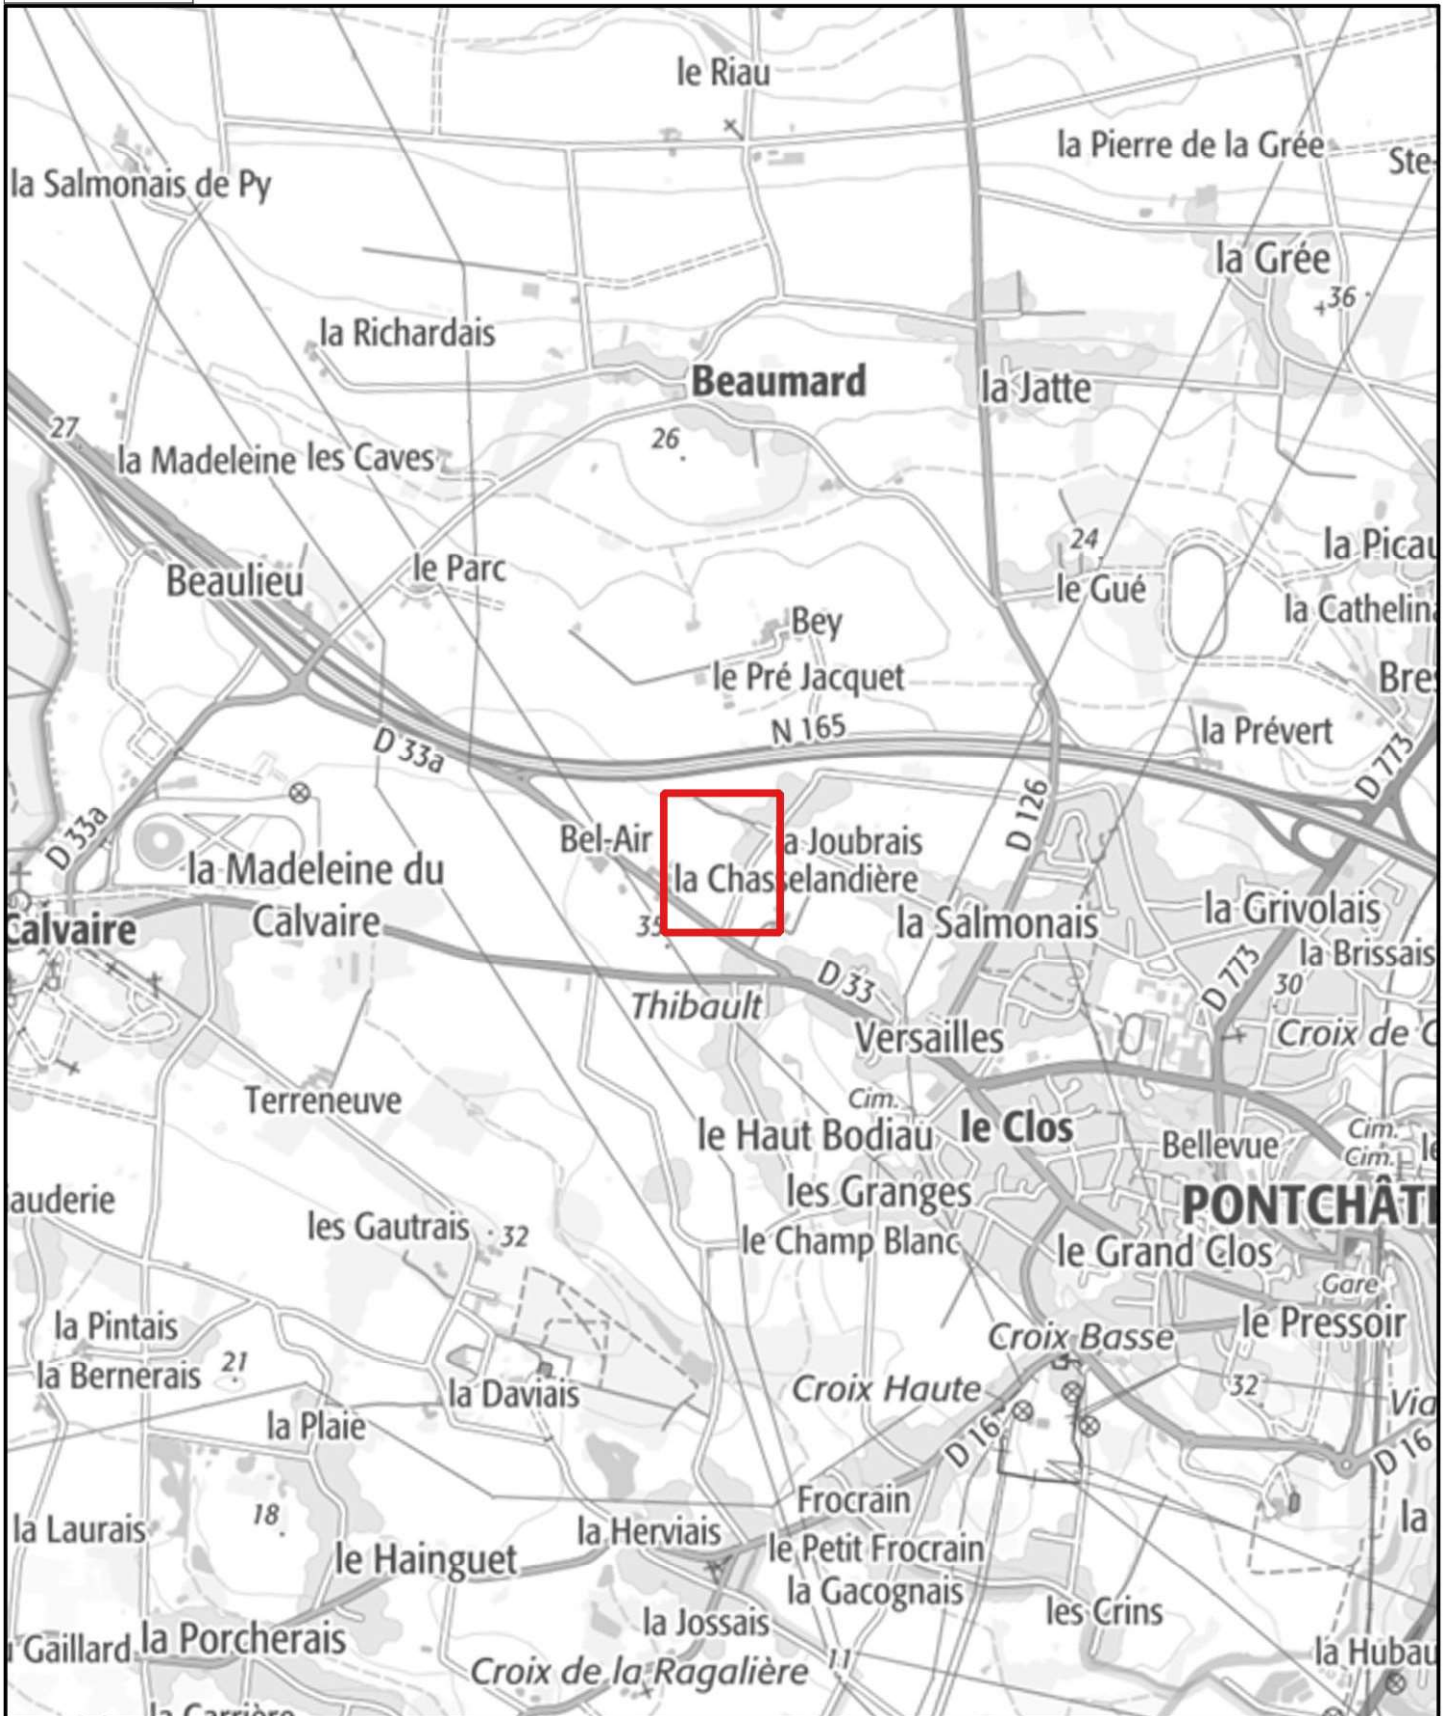 le Riau
la Pierre de la Grée
Ste-
la Salmonais de Py
la Grée
36
la Richardais
Beaumard
la Jatte
27
26
la Madeleine
les Caves
24
la Picau
Beaulieu
le Parc
le Gué
la Cathelina
Bey
le Pré Jacquet
Bre
N 165
la Prévert
D 33a
D 773
D 126
D 33a
Bel-Air
a Joubrais
la Madeleine du
Calvaire
la Chasselandière
la Grivolais
Calvaire
35
la Salmonais
la Brissais
D 773
30
Thibault
D 33
Versailles
Croix de C
Terreneuve
Cim.
le Haut Bodiau
le Clos
Cim.
Bellevue
Cim.
le
auderie
les Granges
PONTCHÂT
les Gautrais
32
le Champ Blanc
le Grand Clos
Gare
la Pintais
Croix Basse
le Pressoir
la Bernerais
21
la Daviais
Croix Haute
32
Via
la Plaie
D 16
D 16
Frocrain
la Laurais
18
la Herviais
la
le Hainguet
le Petit Frocrain
la Gacognais
la Jossais
les Crins
Gaillard
la Porcherais
la Hubau
Croix de la Ragalière
11
la Carrière